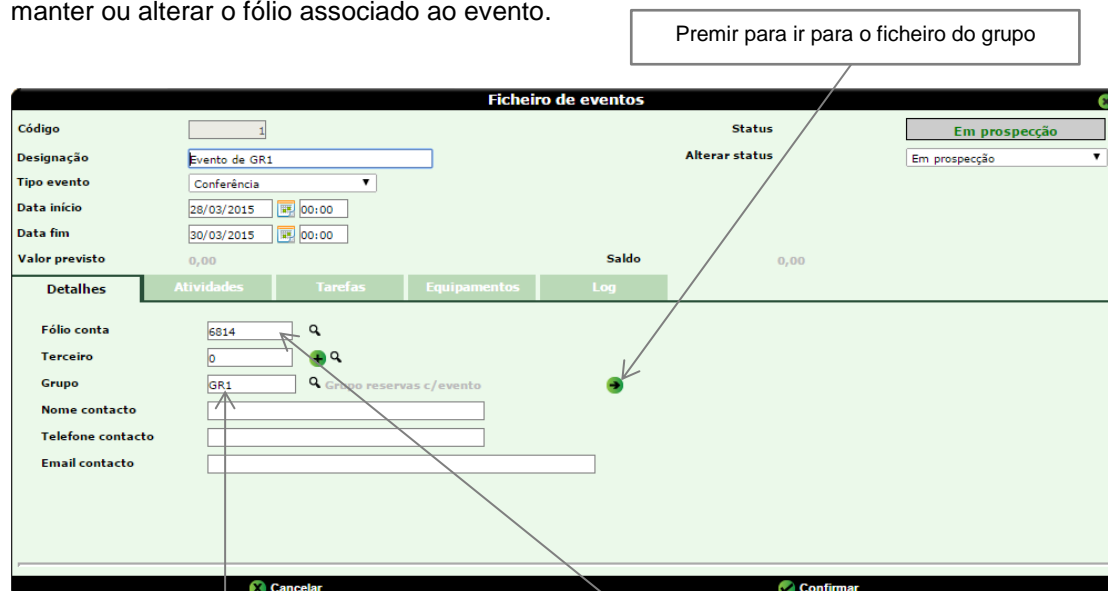 manter ou alterar o fólio associado ao evento.
Premir para ir para o ficheiro do grupo
Ficheiro de eventos
Código 1 Status Em prospecção
Designação Evento de GR1 Alterar status Em prospecção
Tipo evento Conferência
Data início 28/03/2015 00:00
Data fim 30/03/2015 00:00
Valor previsto 0,00 Saldo 0,00
Detalhes Atividades Tarefas Equipamentos Log
Fólio conta 6814
Terceiro 0
Grupo GR1 Grupo reservas c/evento
Nome contacto
Telefone contacto
Email contacto
Cancelar Confirmar